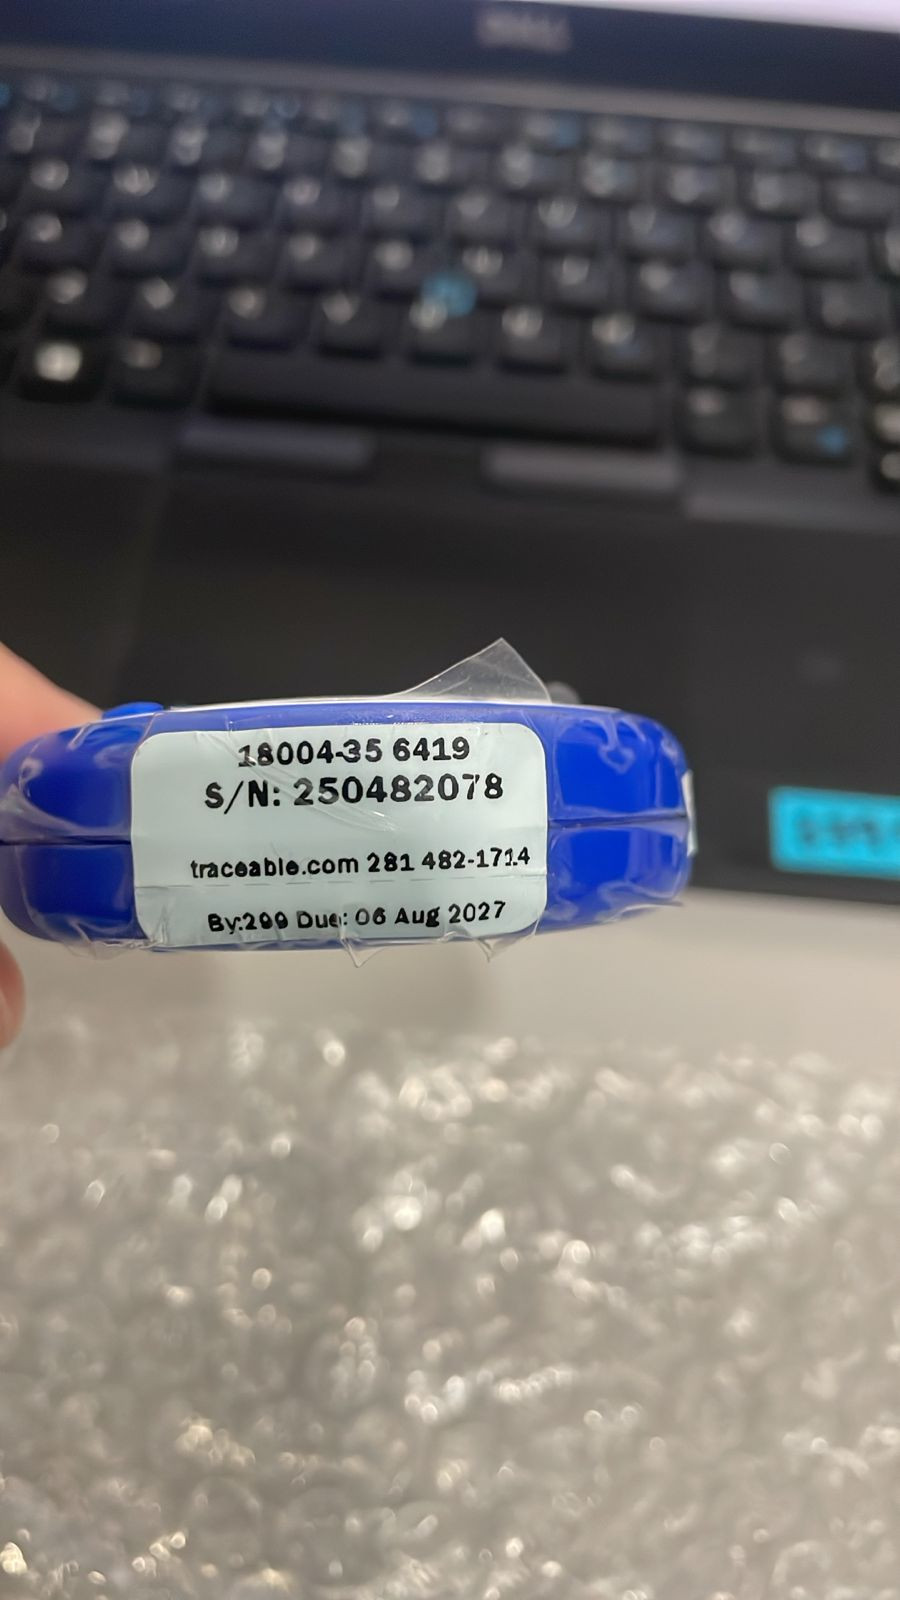 18004-35 6419
S/N: 250482078
traceable.com 281 482-1714
By:299 Due: 06 Aug 2027